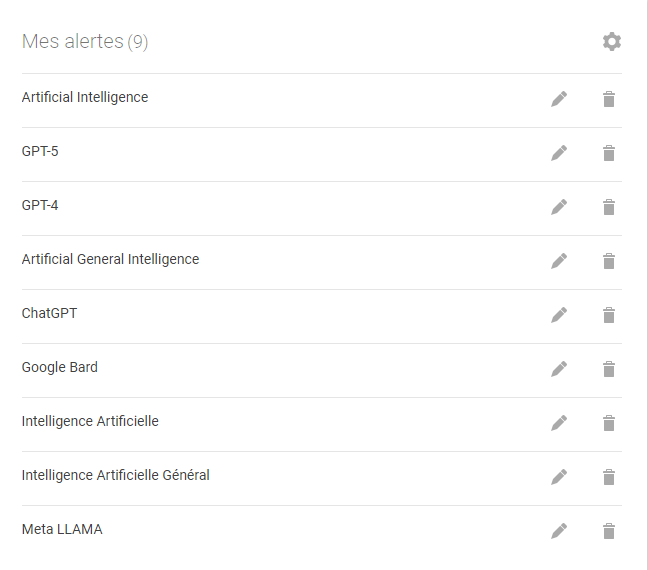 Mes alertes (9)
Artificial Intelligence
GPT-5
GPT-4
Artificial General Intelligence
ChatGPT
Google Bard
Intelligence Artificielle
Intelligence Artificielle Général
Meta LLAMA